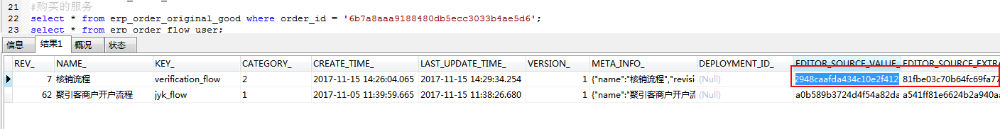 21 #购买的服务
22 select * from erp_order_original_good where order_id = '6b7a8aaa9188480db5ecc3033b4ae5d6';
23 select * from erp_order_flow_user;
信息 结果1 概况 状态
REV_ NAME_ KEY_ CATEGORY_ CREATE_TIME_ LAST_UPDATE_TIME_ VERSION_ META_INFO_ DEPLOYMENT_ID_ EDITOR_SOURCE_VALUE_ EDITOR_SOURCE_EXTRA
7 核销流程 verification_flow 2 2017-11-15 14:26:04.065 2017-11-15 14:29:34.254 1 {"name":"核销流程","revisi (Null) 2948caafda434c10e2f412 81fbe03c70b64fc69fa77
62 聚引客商户开户流程 jyk_flow 1 2017-11-05 11:39:59.665 2017-11-15 11:38:26.680 1 {"name":"聚引客商户开户流 (Null) a0b589b3724d4f54a82da a541ff81e6624b2a940aa